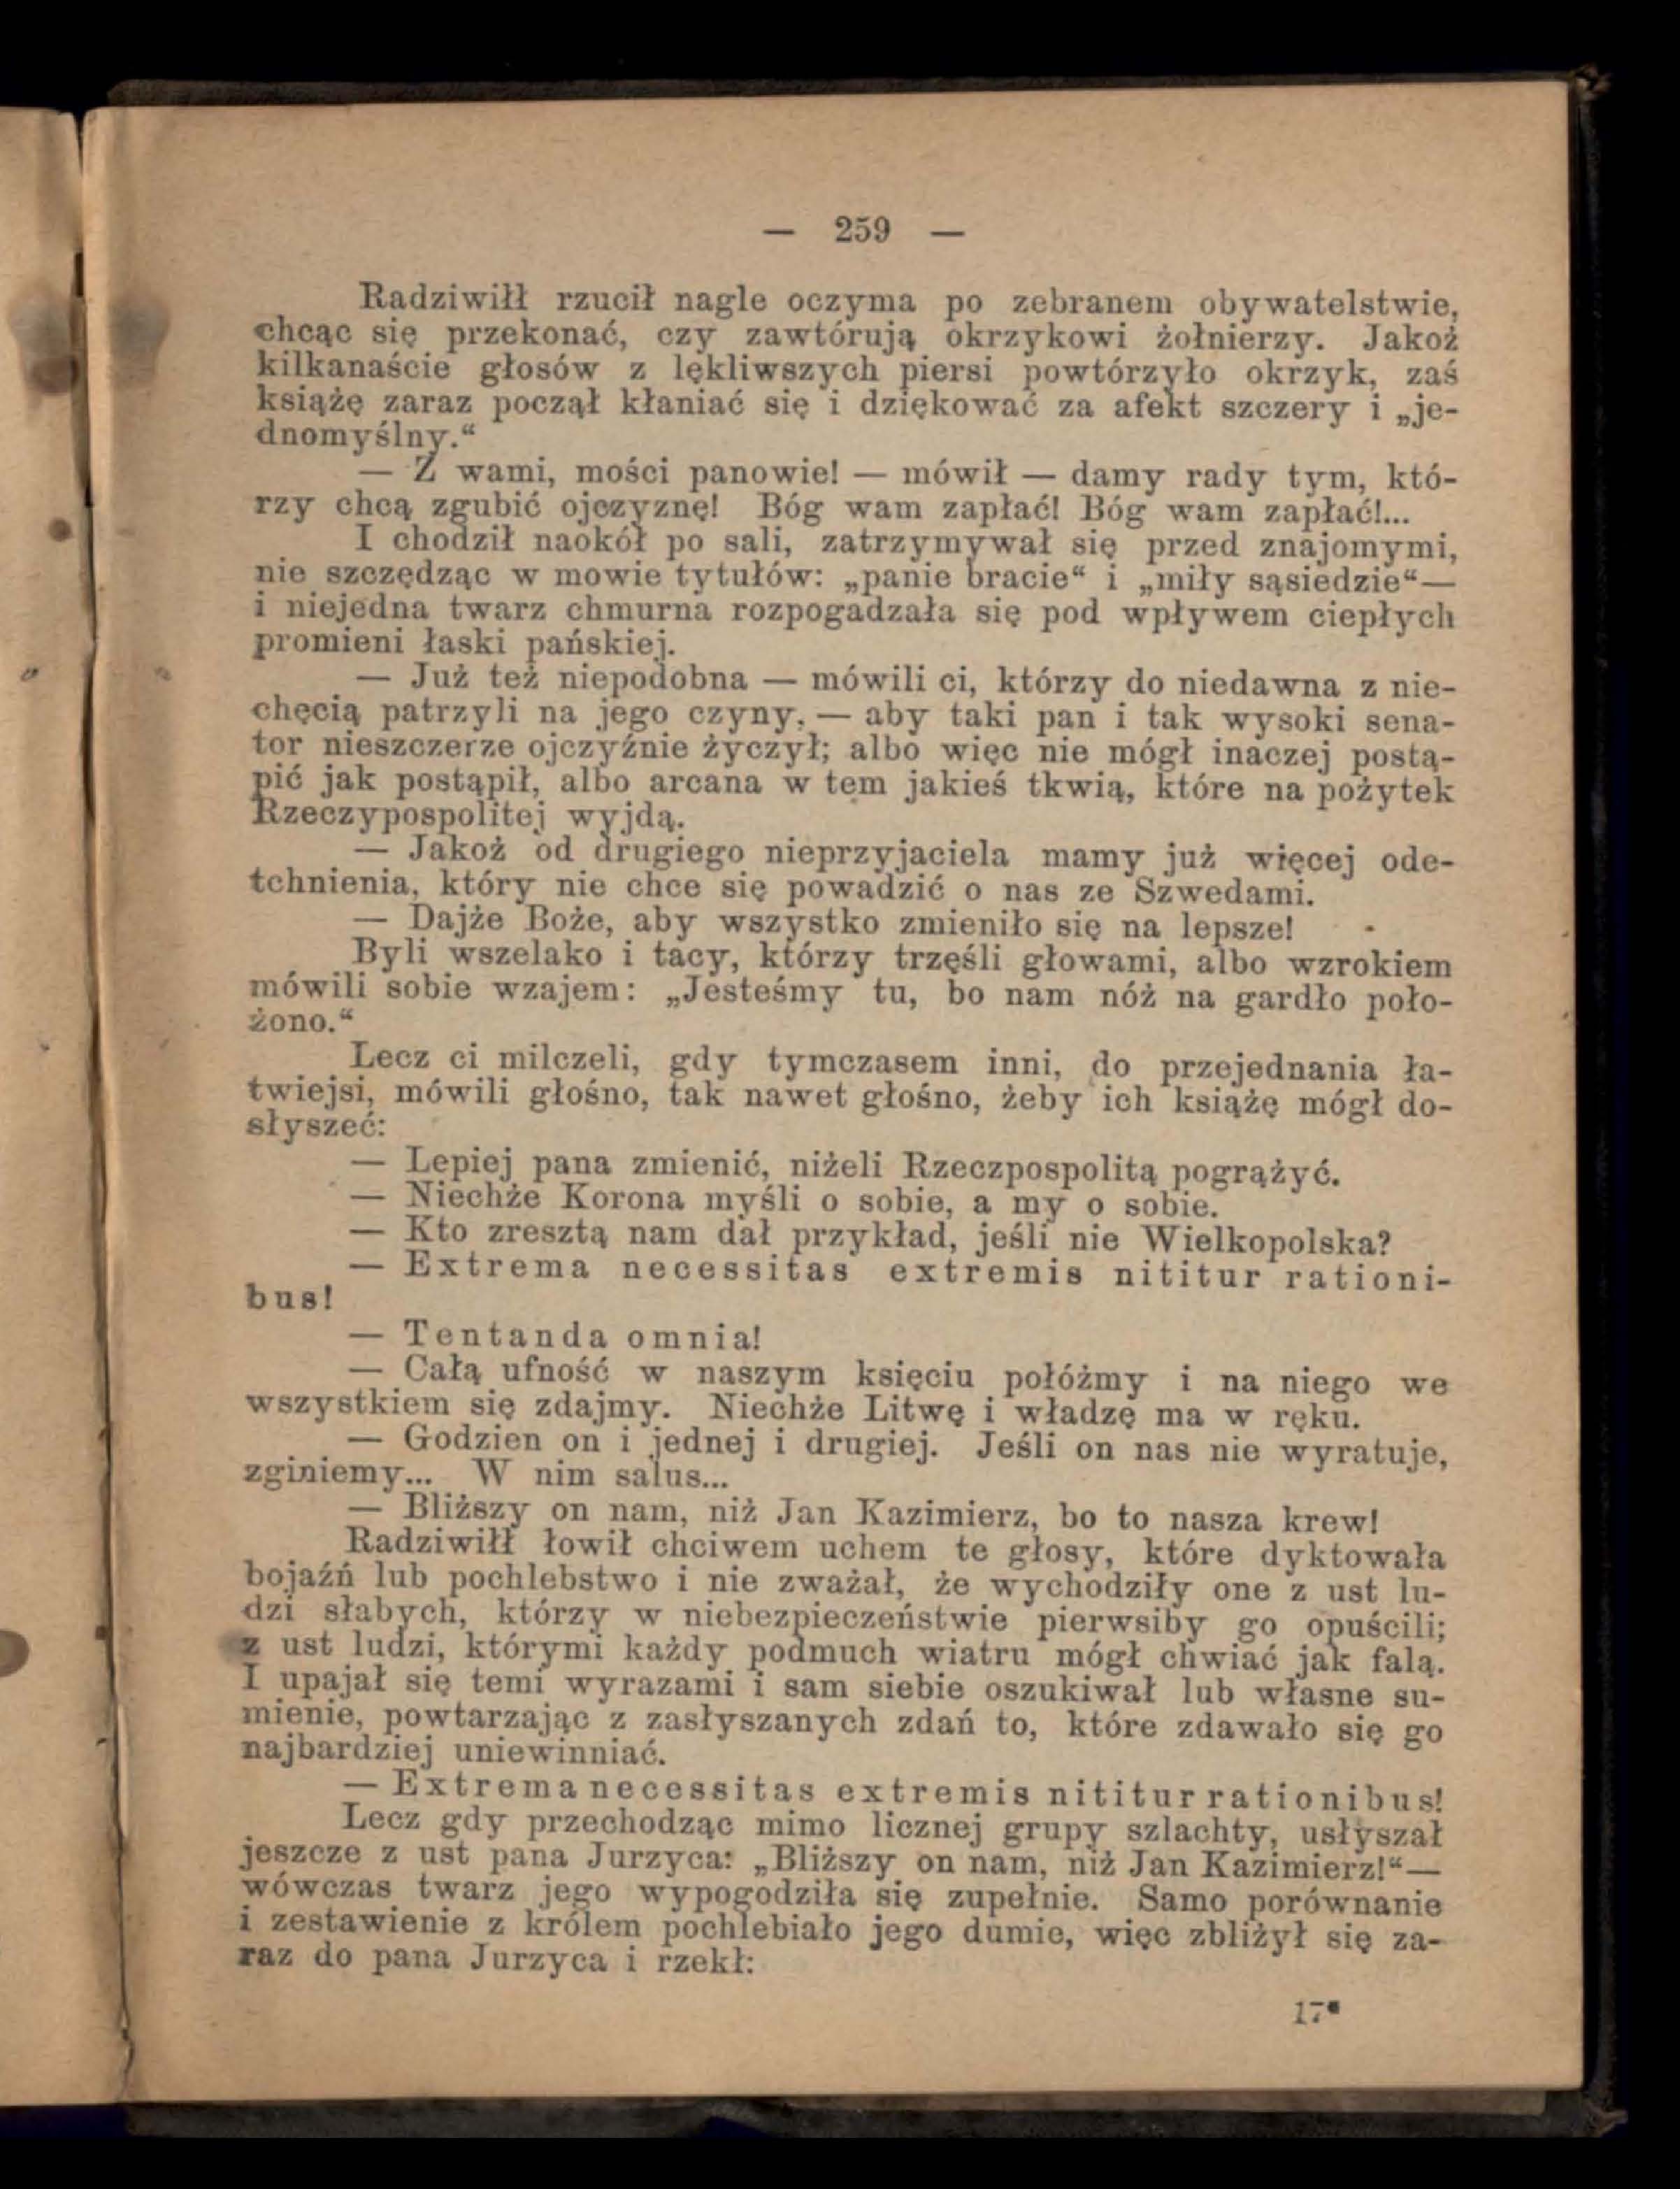 — 259 —
Radziwiłł rzucił nagle oczyma po zebranem obywatelstwie,
chcąc się przekonać, czy zawtórują okrzykowi żołnierzy. Jakoż
kilkanaście głosów z lękliwszych piersi powtórzyło okrzyk, zaś
książę zaraz począł kłaniać się i dziękować za afekt szczery i „je-
dnomyślny.“
— Z wami, mości panowie! — mówił — damy rady tym, któ-
rzy chcą zgubić ojczyznę! Bóg wam zapłać! Bóg wam zapłać!...
I chodził naokół po sali, zatrzymywał się przed znajomymi,
nie szczędząc w mowie tytułów: „panie bracie“ i „miły sąsiedzie“—
i niejedna twarz chmurna rozpogadzała się pod wpływem ciepłych
promieni łaski pańskiej.
— Już też niepodobna — mówili ci, którzy do niedawna z nie-
chęcią patrzyli na jego czyny, — aby taki pan i tak wysoki sena-
tor nieszczerze ojczyźnie życzył; albo więc nie mógł inaczej postą-
pić jak postąpił, albo arcana w tem jakieś tkwią, które na pożytek
Rzeczypospolitej wyjdą.
— Jakoż od drugiego nieprzyjaciela mamy już więcej ode-
tchnienia, który nie chce się powadzić o nas ze Szwedami.
— Dajże Boże, aby wszystko zmieniło się na lepsze!
Byli wszelako i tacy, którzy trzęśli głowami, albo wzrokiem
mówili sobie wzajem: „Jesteśmy tu, bo nam nóż na gardło poło-
żono.“
Lecz ci milczeli, gdy tymczasem inni, do przejednania ła-
twiejsi, mówili głośno, tak nawet głośno, żeby ich książę mógł do-
słyszeć:
— Lepiej pana zmienić, niżeli Rzeczpospolitą pogrążyć.
— Niechże Korona myśli o sobie, a my o sobie.
— Kto zresztą nam dał przykład, jeśli nie Wielkopolska?
— Extrema necessitas extremis nititur rationi-
bus!
— Tentanda omnia!
— Całą ufność w naszym księciu połóżmy i na niego we
wszystkiem się zdajmy. Niechże Litwę i władzę ma w ręku.
— Godzien on i jednej i drugiej. Jeśli on nas nie wyratuje,
zginiemy... W nim salus...
— Bliższy on nam, niż Jan Kazimierz, bo to nasza krew!
Radziwiłł łowił chciwem uchem te głosy, które dyktowała
bojaźń lub pochlebstwo i nie zważał, że wychodziły one z ust lu-
dzi słabych, którzy w niebezpieczeństwie pierwsiby go opuścili;
z ust ludzi, którymi każdy podmuch wiatru mógł chwiać jak falą.
I upajał się temi wyrazami i sam siebie oszukiwał lub własne su-
mienie, powtarzając z zasłyszanych zdań to, które zdawało się go
najbardziej uniewinniać.
— Extrema necessitas extremis nititur rationibus!
Lecz gdy przechodząc mimo licznej grupy szlachty, usłyszał
jeszcze z ust pana Jurzyca: „Bliższy on nam, niż Jan Kazimierz!“—
wówczas twarz jego wypogodziła się zupełnie. Samo porównanie
i zestawienie z królem pochlebiało jego dumie, więc zbliżył się za-
raz do pana Jurzyca i rzekł:
17*